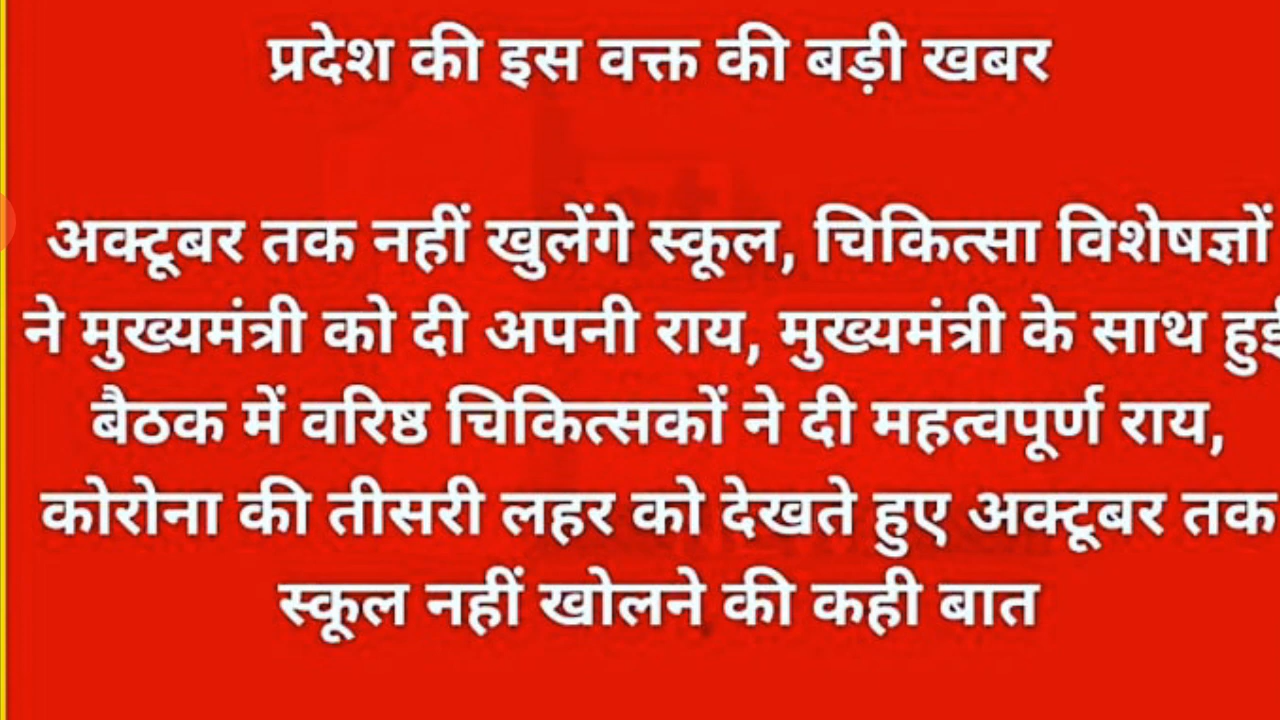 प्रदेश की इस वक्त की बड़ी खबर
अक्टूबर तक नहीं खुलेंगे स्कूल, चिकित्सा विशेषज्ञों
ने मुख्यमंत्री को दी अपनी राय, मुख्यमंत्री के साथ हुई
बैठक में वरिष्ठ चिकित्सकों ने दी महत्वपूर्ण राय,
कोरोना की तीसरी लहर को देखते हुए अक्टूबर तक
स्कूल नहीं खोलने की कही बात